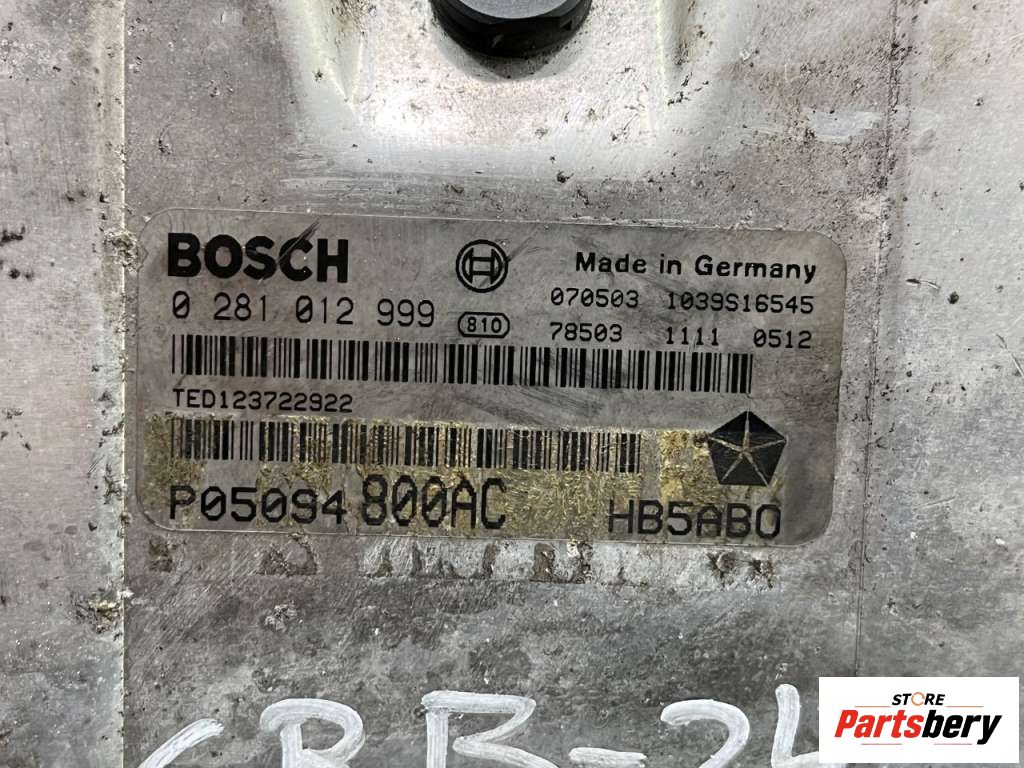 BOSCH
Made in Germany
0 281 012 999
810
070503 1039S16545
78503 1111 0512
TED123722922
P05094 800AC
HB5AB0
STORE
Partsbery